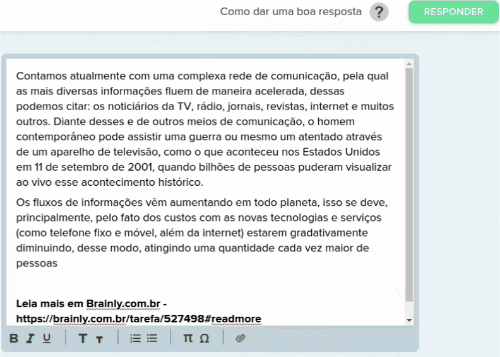 Como dar uma boa resposta ? RESPONDER
Contamos atualmente com uma complexa rede de comunicação, pela qual
as mais diversas informações fluem de maneira acelerada, dessas
podemos citar: os noticiários da TV, rádio, jornais, revistas, internet e muitos
outros. Diante desses e de outros meios de comunicação, o homem
contemporâneo pode assistir uma guerra ou mesmo um atentado através
de um aparelho de televisão, como o que aconteceu nos Estados Unidos
em 11 de setembro de 2001, quando bilhões de pessoas puderam visualizar
ao vivo esse acontecimento histórico.
Os fluxos de informações vêm aumentando em todo planeta, isso se deve,
principalmente, pelo fato dos custos com as novas tecnologias e serviços
(como telefone fixo e móvel, além da internet) estarem gradativamente
diminuindo, desse modo, atingindo uma quantidade cada vez maior de
pessoas
Leia mais em Brainly.com.br -
https://brainly.com.br/tarefa/527498#readmore
B I U T T π Ω